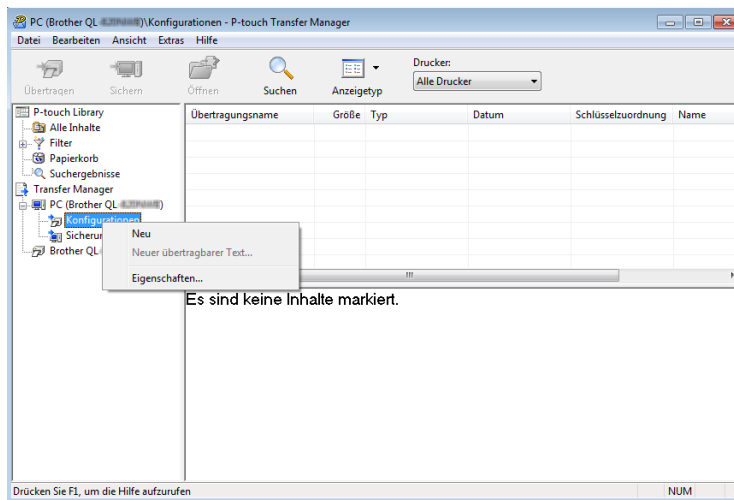 PC (Brother QL )\Konfigurationen - P-touch Transfer Manager
Datei Bearbeiten Ansicht Extras Hilfe
Übertragen
Sichern
Öffnen
Suchen
Anzeigetyp
Drucker:
Alle Drucker
P-touch Library
Alle Inhalte
Filter
Papierkorb
Suchergebnisse
Transfer Manager
PC (Brother QL )
Konfigurationen
Brother QL
Übertragungsname Größe Typ Datum Schlüsselzuordnung Name
Neu
Neuer übertragbarer Text...
Eigenschaften...
Es sind keine Inhalte markiert.
Drücken Sie F1, um die Hilfe aufzurufen
NUM